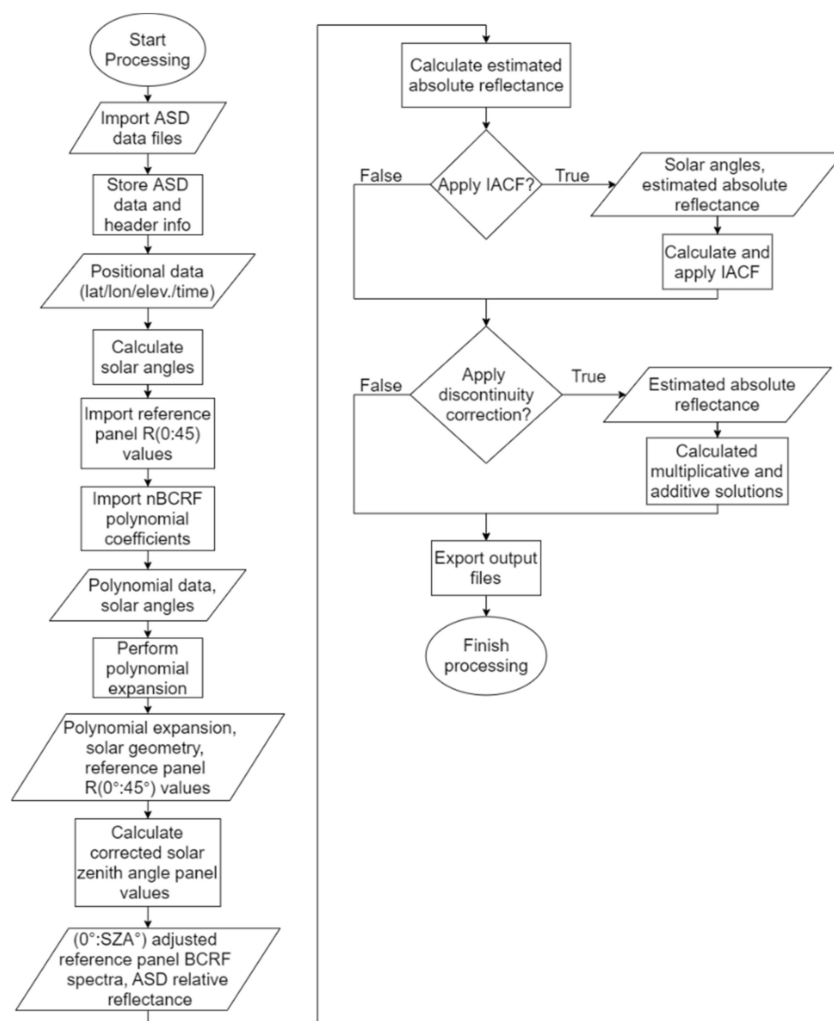 Start
Processing
Import ASD
data files
Store ASD
data and
header info
Positional data
(lat/lon/elev./time)
Calculate
solar angles
Import reference
panel R(0:45)
values
Import nBCRF
polynomial
coefficients
Polynomial data,
solar angles
Perform
polynomial
expansion
Polynomial expansion,
solar geometry,
reference panel
R(0°:45°) values
Calculate
corrected solar
zenith angle panel
values
(0°:SZA°) adjusted
reference panel BCRF
spectra, ASD relative
reflectance
Calculate estimated
absolute reflectance
False
Apply IACF?
True
Solar angles,
estimated absolute
reflectance
Calculate and
apply IACF
False
Apply
discontinuity
correction?
True
Estimated absolute
reflectance
Calculated
multiplicative and
additive solutions
Export output
files
Finish
processing